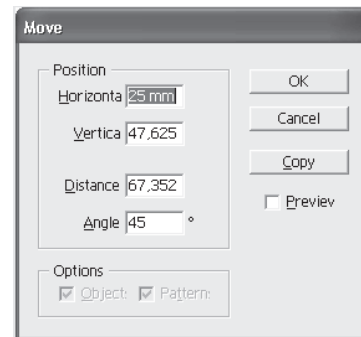 Move
Position
Horizonta 25 mm
Vertica 47,625
Distance 67,352
Angle 45 °
OK
Cancel
Copy
Previev
Options
Object: Pattern: